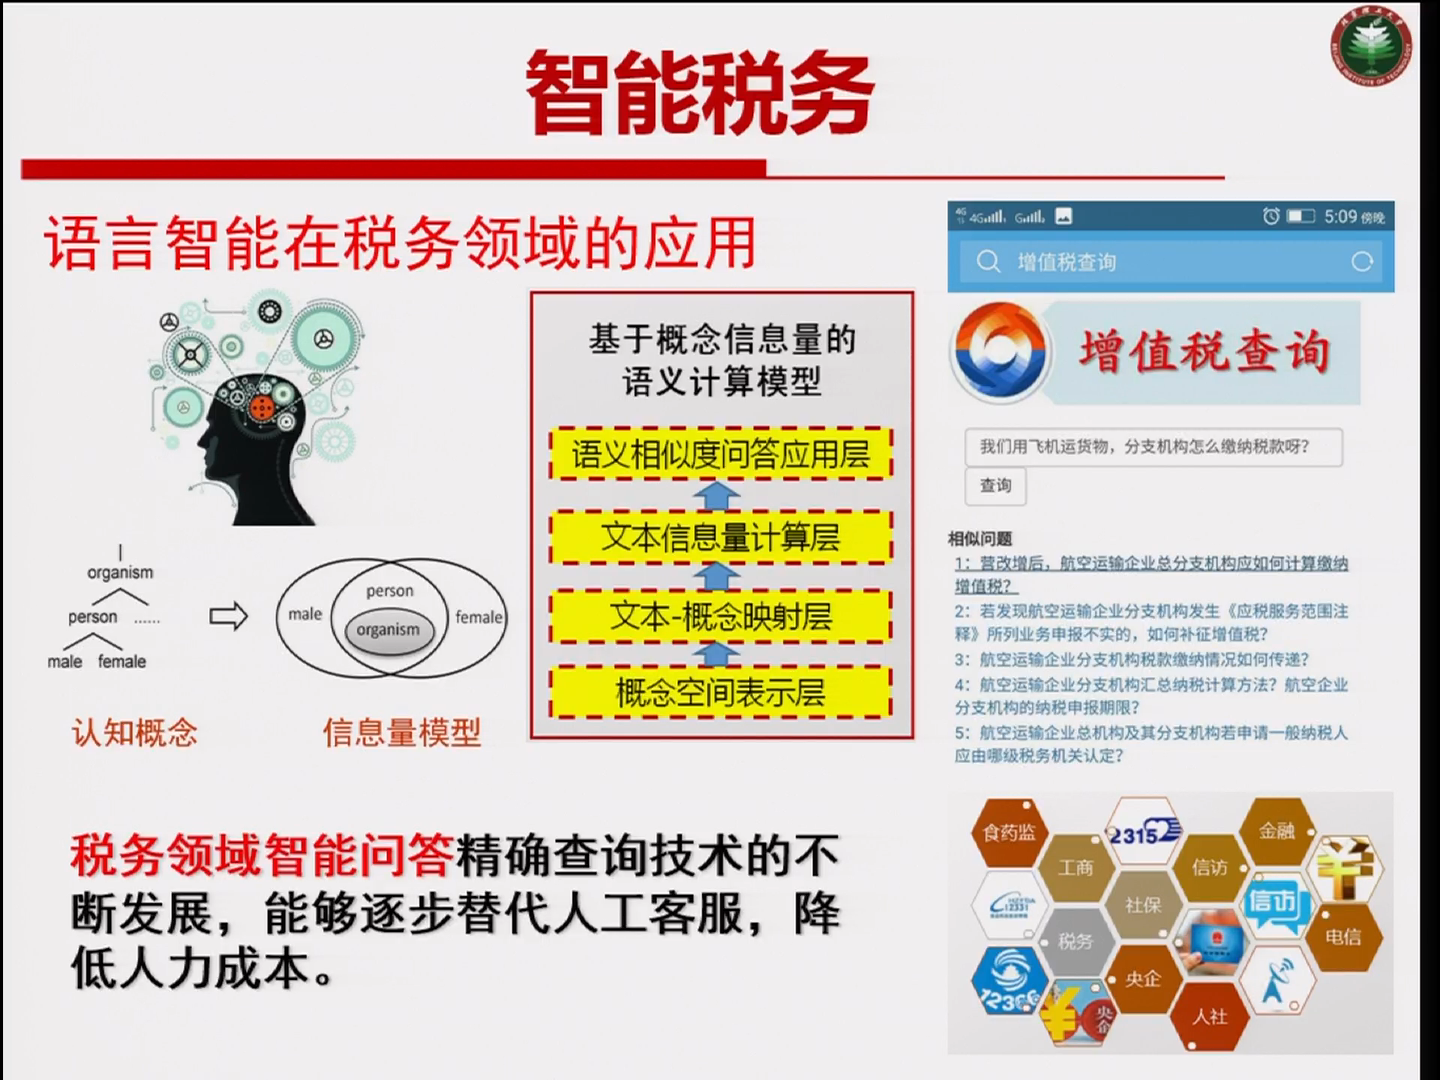 智能税务
语言智能在税务领域的应用
organism
person ......
male female
male
person
organism
female
认知概念
信息量模型
基于概念信息量的
语义计算模型
语义相似度问答应用层
文本信息量计算层
文本-概念映射层
概念空间表示层
税务领域智能问答精确查询技术的不
断发展，能够逐步替代人工客服，降
低人力成本。
4G 4G G 5:09 傍晚
增值税查询
增值税查询
我们用飞机运货物，分支机构怎么缴纳税款呀？
查询
相似问题
1：营改增后，航空运输企业总分支机构应如何计算缴纳
增值税？
2：若发现航空运输企业分支机构发生《应税服务范围注
释》所列业务申报不实的，如何补征增值税？
3：航空运输企业分支机构税款缴纳情况如何传递？
4：航空运输企业分支机构汇总纳税计算方法？航空企业
分支机构的纳税申报期限？
5：航空运输企业总机构及其分支机构若申请一般纳税人
应由哪级税务机关认定？
食药监
2315
金融
工商
信访
12331
社保
信访
税务
电信
12366
央企
央企
人社